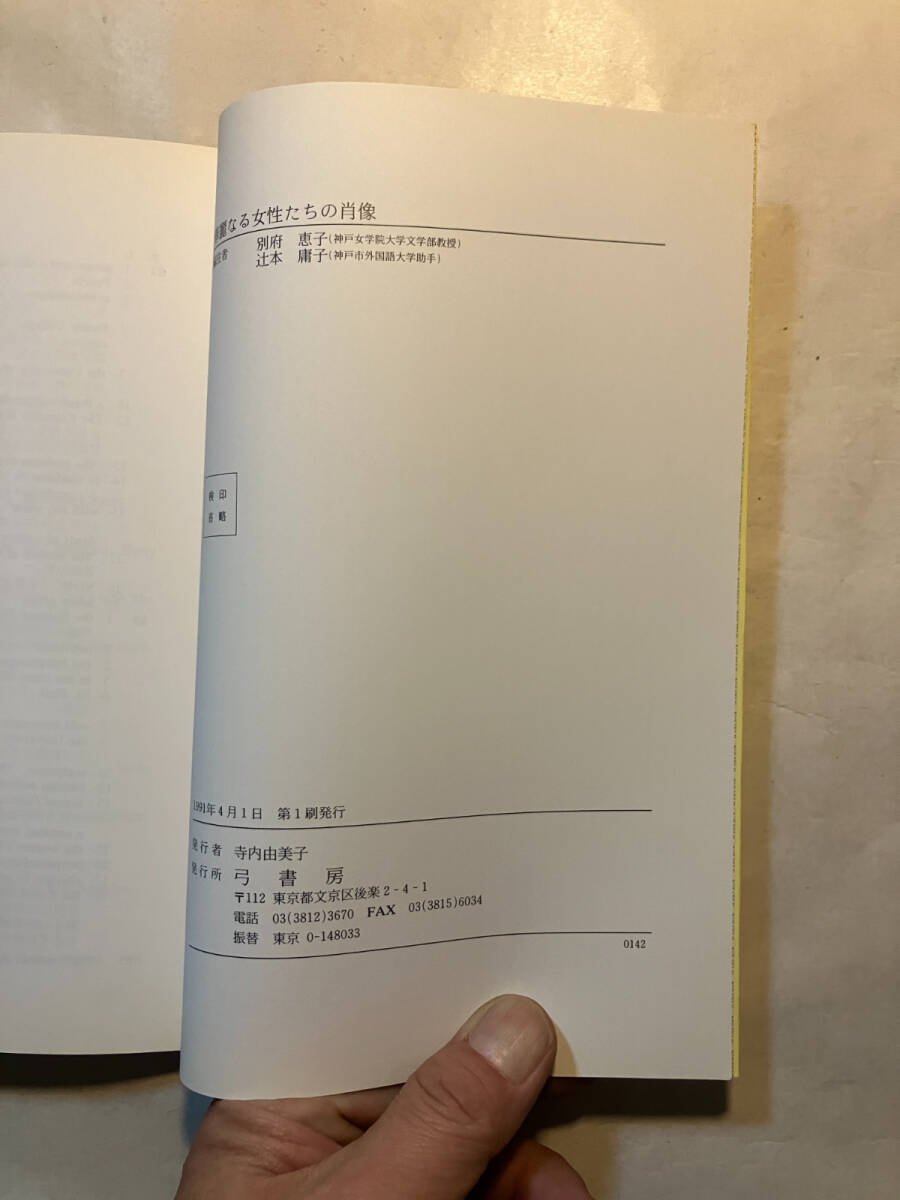 麗なる女性たちの肖像
註者 別府 恵子(神戸女学院大学文学部教授)
辻本 庸子(神戸市外国語大学助手)
検印
省略
1991年4月1日 第1刷発行
発行者 寺内由美子
発行所 弓書房
〒112 東京都文京区後楽2-4-1
電話 03(3812)3670 FAX 03(3815)6034
振替 東京 0-148033
0142